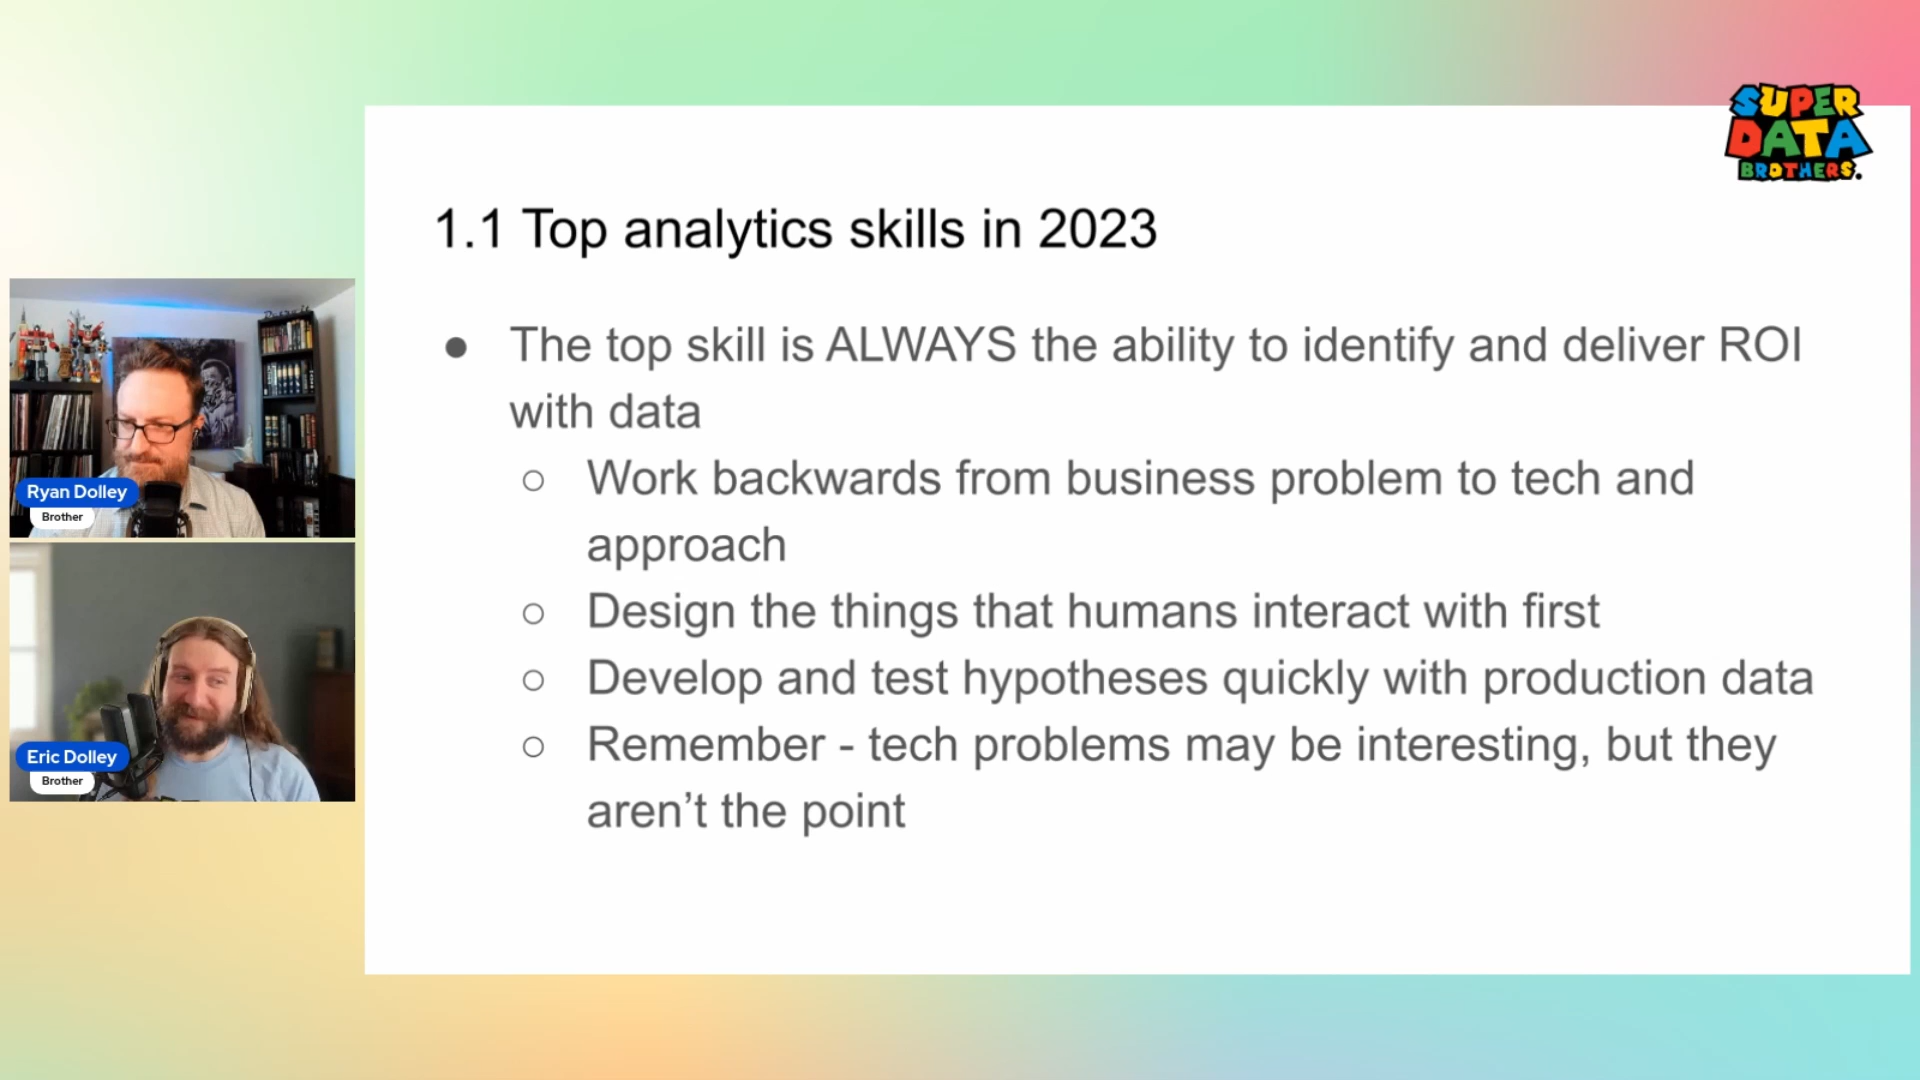 SUPER
DATA
BROTHERS.
1.1 Top analytics skills in 2023
● The top skill is ALWAYS the ability to identify and deliver ROI
with data
○ Work backwards from business problem to tech and
approach
○ Design the things that humans interact with first
○ Develop and test hypotheses quickly with production data
○ Remember - tech problems may be interesting, but they
aren’t the point
Ryan Dolley
Brother
Eric Dolley
Brother